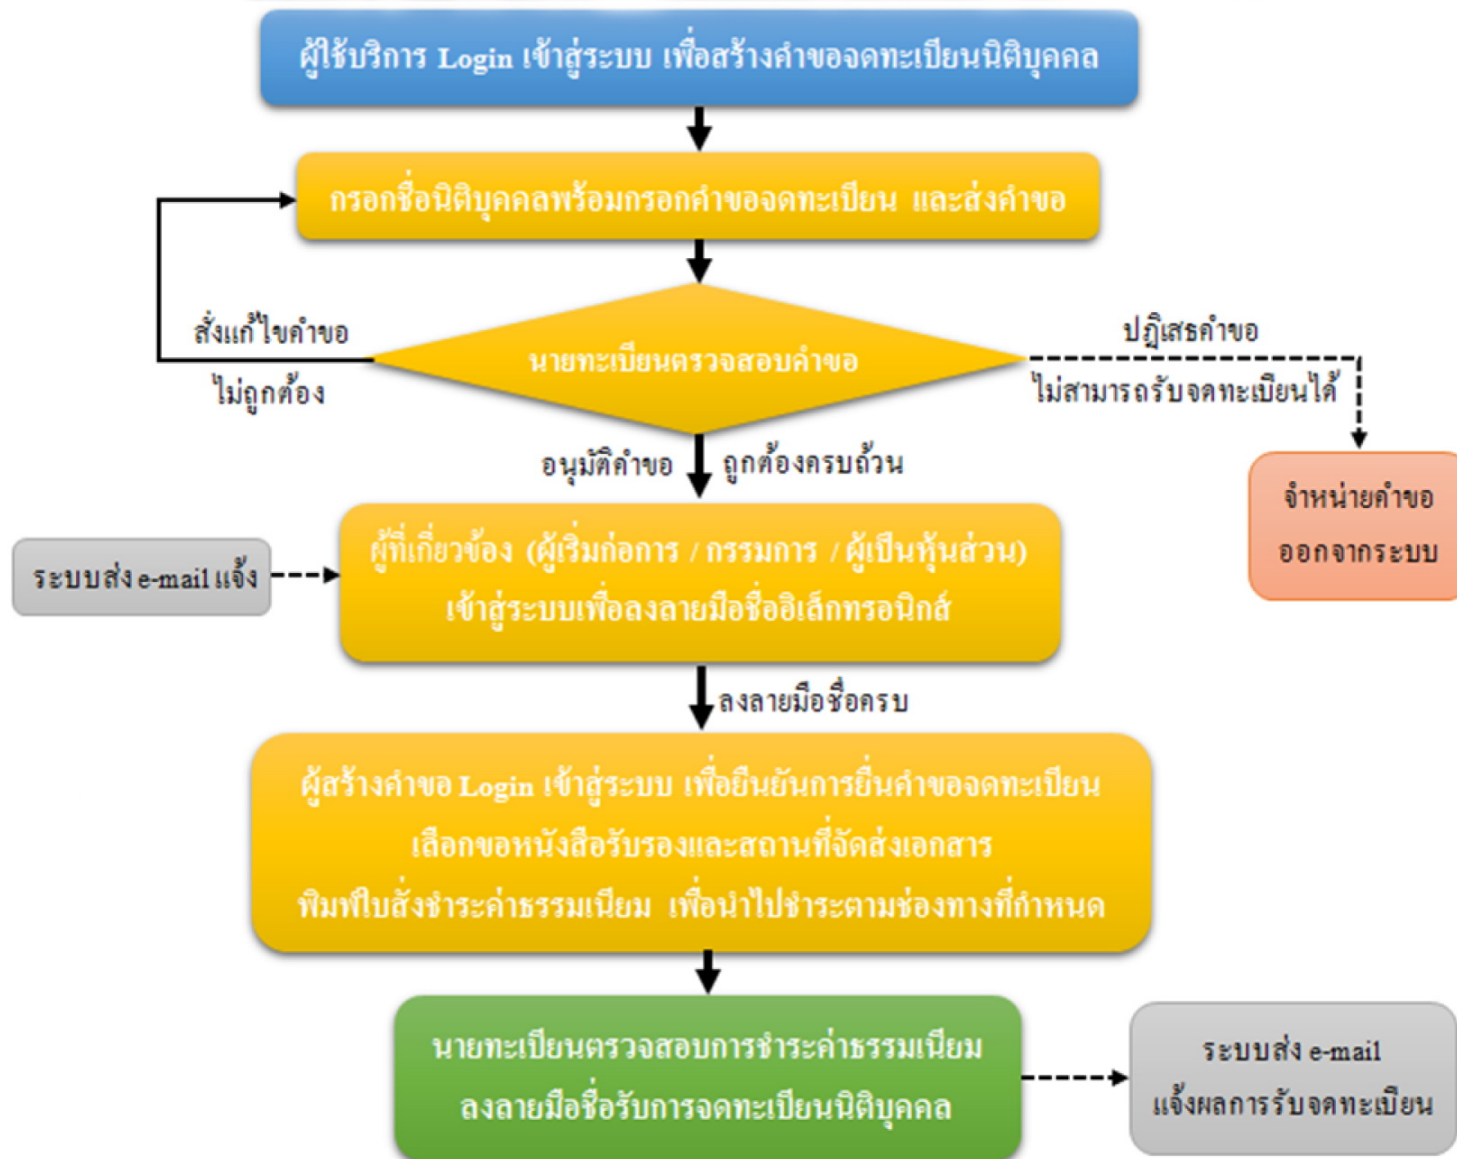 ผู้ใช้บริการ Login เข้าสู่ระบบ เพื่อสร้างคำขอจดทะเบียนนิติบุคคล
กรอกชื่อนิติบุคคลพร้อมกรอกคำขอจดทะเบียน และส่งคำขอ
สั่งแก้ไขคำขอ
ไม่ถูกต้อง
นายทะเบียนตรวจสอบคำขอ
ปฏิเสธคำขอ
ไม่สามารถรับจดทะเบียนได้
อนุมัติคำขอ ถูกต้องครบถ้วน
จำหน่ายคำขอ
ออกจากระบบ
ระบบส่ง e-mail แจ้ง
ผู้ที่เกี่ยวข้อง (ผู้เริ่มก่อการ / กรรมการ / ผู้เป็นหุ้นส่วน)
เข้าสู่ระบบเพื่อลงลายมือชื่ออิเล็กทรอนิกส์
ลงลายมือชื่อครบ
ผู้สร้างคำขอ Login เข้าสู่ระบบ เพื่อยืนยันการยื่นคำขอจดทะเบียน
เลือกขอหนังสือรับรองและสถานที่จัดส่งเอกสาร
พิมพ์ใบสั่งชำระค่าธรรมเนียม เพื่อนำไปชำระตามช่องทางที่กำหนด
นายทะเบียนตรวจสอบการชำระค่าธรรมเนียม
ลงลายมือชื่อรับการจดทะเบียนนิติบุคคล
ระบบส่ง e-mail
แจ้งผลการรับจดทะเบียน